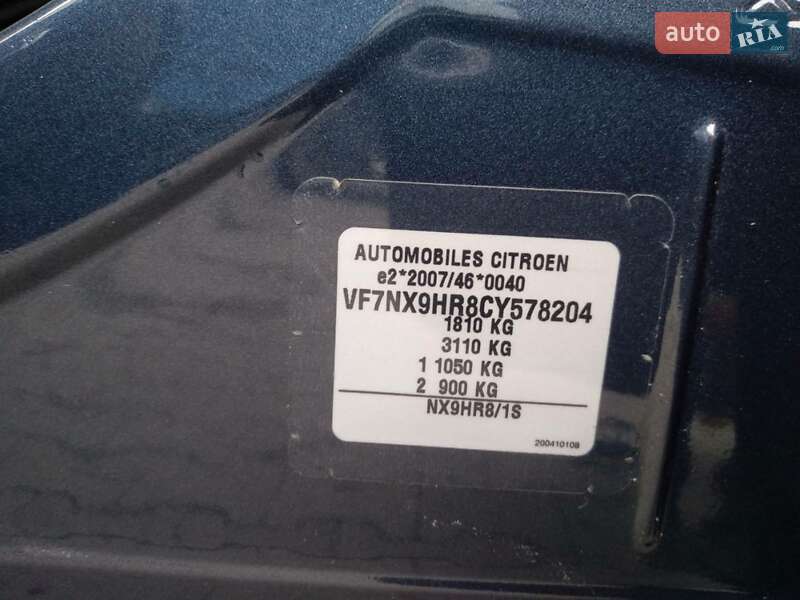 auto RIA
.com
AUTOMOBILES CITROEN
e2*2007/46*0040
VF7NX9HR8CY578204
1810 KG
3110 KG
1 1050 KG
2 900 KG
NX9HR8/1S
200410108